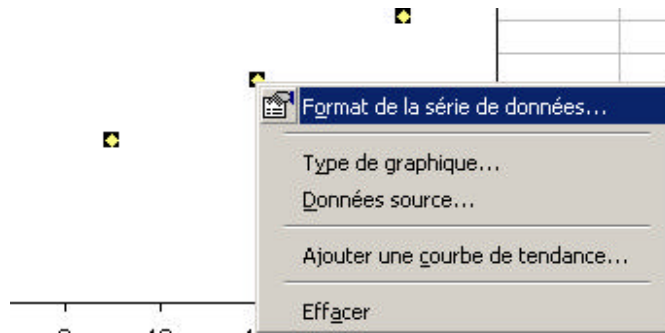 Format de la série de données...
Type de graphique...
Données source...
Ajouter une courbe de tendance...
Effacer